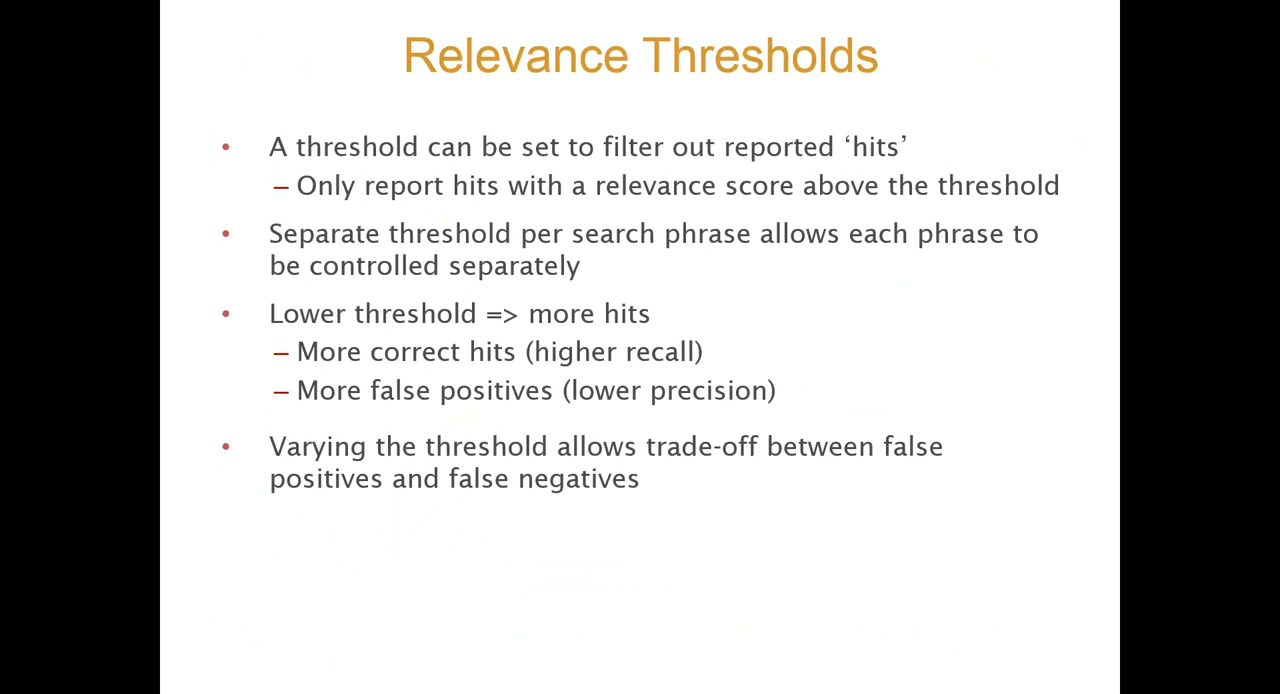 Relevance Thresholds
• A threshold can be set to filter out reported ‘hits’
– Only report hits with a relevance score above the threshold
• Separate threshold per search phrase allows each phrase to
be controlled separately
• Lower threshold => more hits
– More correct hits (higher recall)
– More false positives (lower precision)
• Varying the threshold allows trade-off between false
positives and false negatives